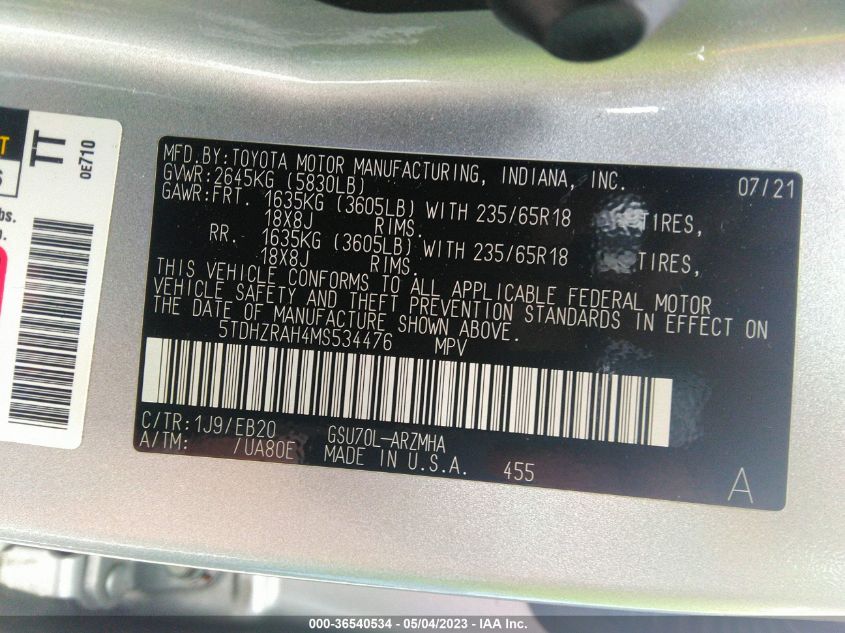 T
S
TT
0E710
bs.
n.
MFD.BY:TOYOTA MOTOR MANUFACTURING, INDIANA, INC. 07/21
GVWR:2645KG (5830LB)
GAWR:FRT. 1635KG (3605LB) WITH 235/65R18 TIRES,
18X8J RIMS.
RR. 1635KG (3605LB) WITH 235/65R18 TIRES,
18X8J RIMS.
THIS VEHICLE CONFORMS TO ALL APPLICABLE FEDERAL MOTOR
VEHICLE SAFETY AND THEFT PREVENTION STANDARDS IN EFFECT ON
THE DATE OF MANUFACTURE SHOWN ABOVE.
5TDHZRAH4MS534476 MPV
C/TR:1J9/EB20 GSU70L-ARZMHA
A/TM: /UA80E MADE IN U.S.A. 455
A
000-36540534 - 05/04/2023 - IAA Inc.